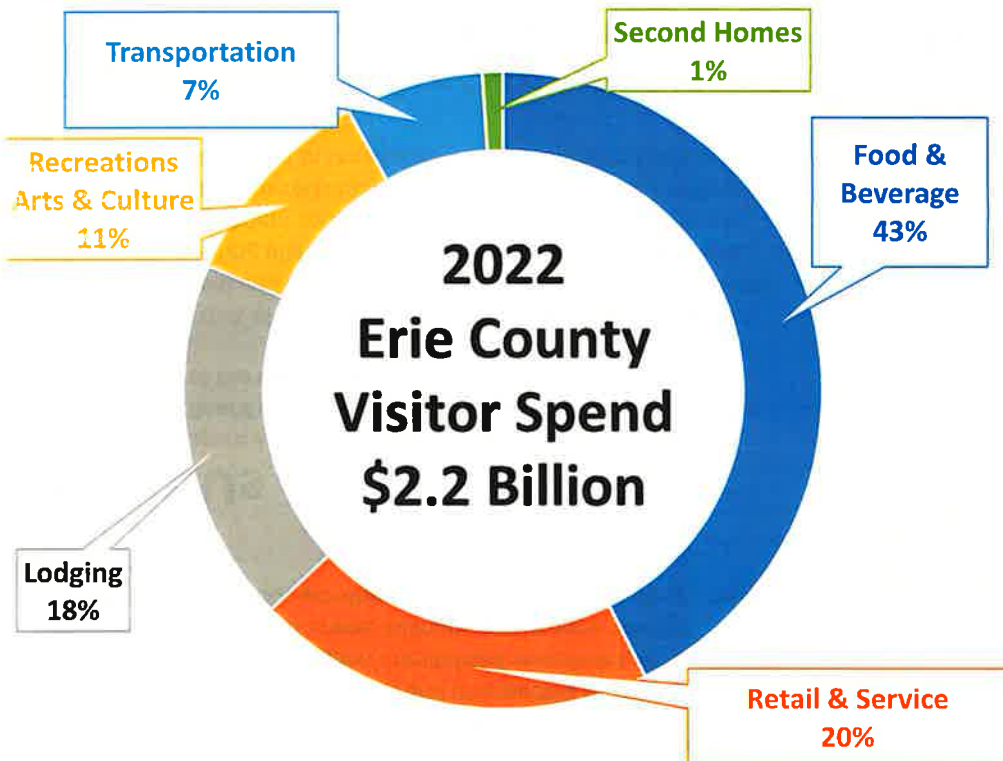 Transportation
7%
Second Homes
1%
Recreations
Arts & Culture
11%
Food &
Beverage
43%
2022
Erie County
Visitor Spend
$2.2 Billion
Lodging
18%
Retail & Service
20%